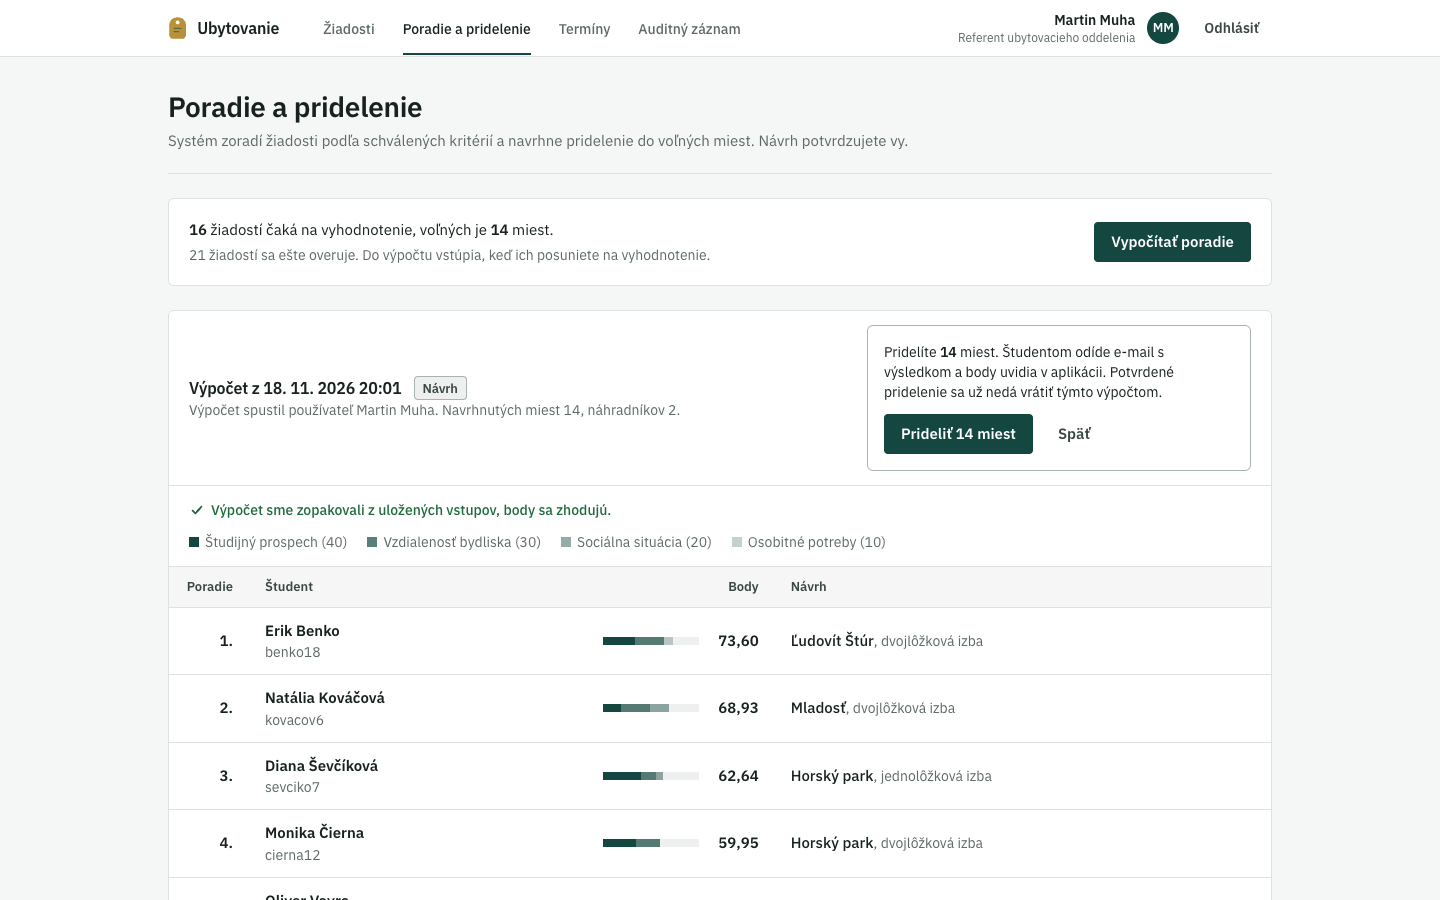 Ubytovanie
Žiadosti
Poradie a pridelenie
Termíny
Auditný záznam
Martin Muha
Referent ubytovacieho oddelenia
MM
Odhlásiť
Poradie a pridelenie
Systém zoradí žiadosti podľa schválených kritérií a navrhne pridelenie do voľných miest. Návrh potvrdzujete vy.
16 žiadostí čaká na vyhodnotenie, voľných je 14 miest.
21 žiadostí sa ešte overuje. Do výpočtu vstúpia, keď ich posuniete na vyhodnotenie.
Vypočítať poradie
Výpočet z 18. 11. 2026 20:01
Návrh
Výpočet spustil používateľ Martin Muha. Navrhnutých miest 14, náhradníkov 2.
Pridelíte 14 miest. Študentom odíde e-mail s
výsledkom a body uvidia v aplikácii. Potvrdené
pridelenie sa už nedá vrátiť týmto výpočtom.
Prideliť 14 miest
Späť
Výpočet sme zopakovali z uložených vstupov, body sa zhodujú.
Študijný prospech (40)
Vzdialenosť bydliska (30)
Sociálna situácia (20)
Osobitné potreby (10)
Poradie
Študent
Body
Návrh
1.
Erik Benko
benko18
73,60
Ľudovít Štúr, dvojlôžková izba
2.
Natália Kováčová
kovacov6
68,93
Mladosť, dvojlôžková izba
3.
Diana Ševčíková
sevciko7
62,64
Horský park, jednolôžková izba
4.
Monika Čierna
cierna12
59,95
Horský park, dvojlôžková izba